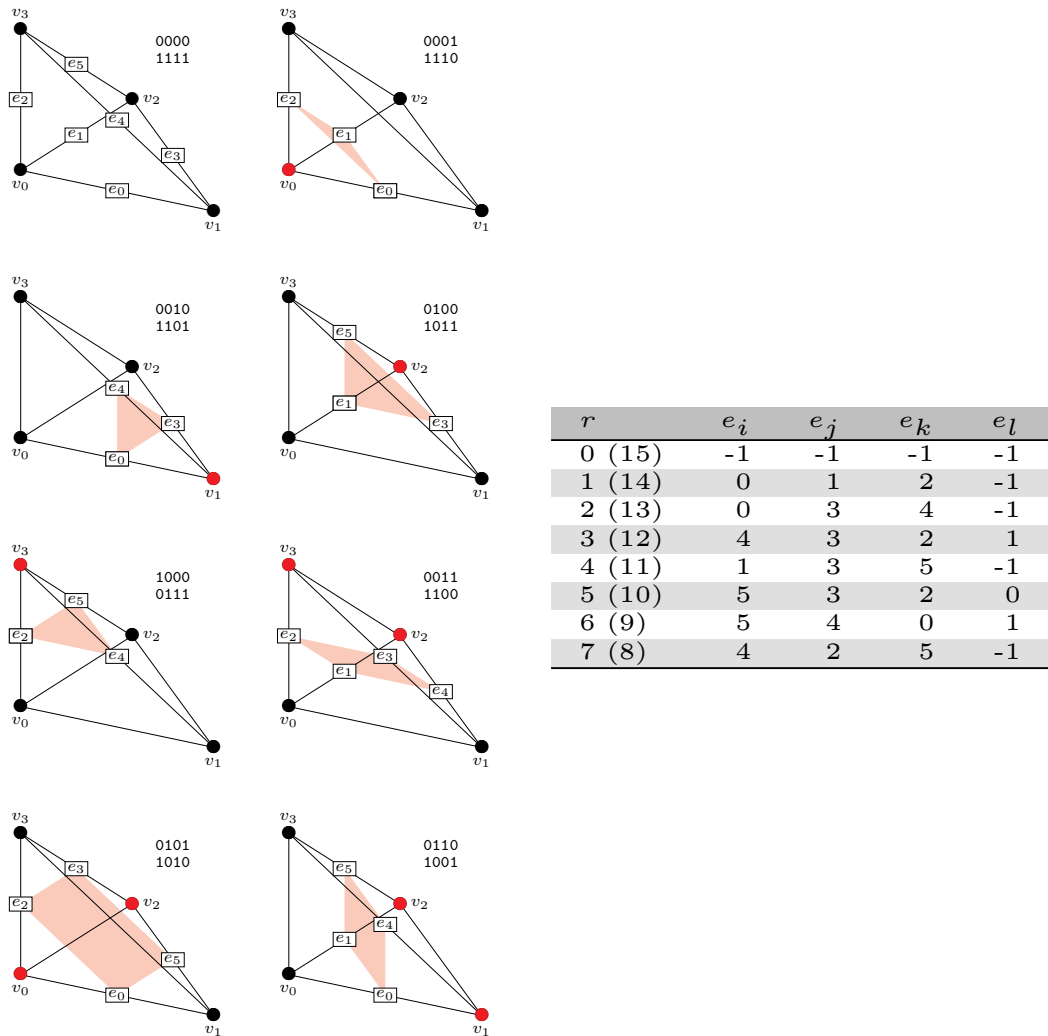 v3
0000
1111
e5
e2
v2
e4
e1
e3
v0
e0
v1
v3
0001
1110
e2
v2
e1
v0
e0
v1
v3
0010
1101
v2
e4
e3
v0
e0
v1
v3
0100
1011
e5
v2
e1
e3
v0
v1
v3
1000
0111
e5
e2
v2
e4
v0
v1
v3
0011
1100
e2
v2
e3
e1
e4
v0
v1
v3
0101
1010
e3
e2
v2
e5
v0
e0
v1
v3
0110
1001
e5
v2
e4
e1
v0
e0
v1
r ei ej ek el
0 (15) -1 -1 -1 -1
1 (14) 0 1 2 -1
2 (13) 0 3 4 -1
3 (12) 4 3 2 1
4 (11) 1 3 5 -1
5 (10) 5 3 2 0
6 (9) 5 4 0 1
7 (8) 4 2 5 -1